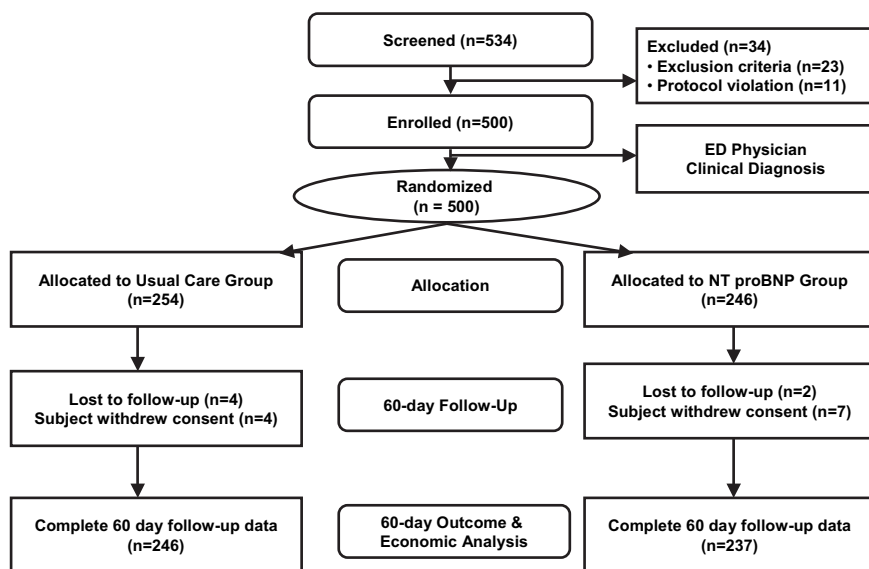 Screened (n=534)
Excluded (n=34)
• Exclusion criteria (n=23)
• Protocol violation (n=11)
Enrolled (n=500)
ED Physician
Clinical Diagnosis
Randomized
(n = 500)
Allocated to Usual Care Group
(n=254)
Allocation
Allocated to NT proBNP Group
(n=246)
Lost to follow-up (n=4)
Subject withdrew consent (n=4)
60-day Follow-Up
Lost to follow-up (n=2)
Subject withdrew consent (n=7)
Complete 60 day follow-up data
(n=246)
60-day Outcome &
Economic Analysis
Complete 60 day follow-up data
(n=237)